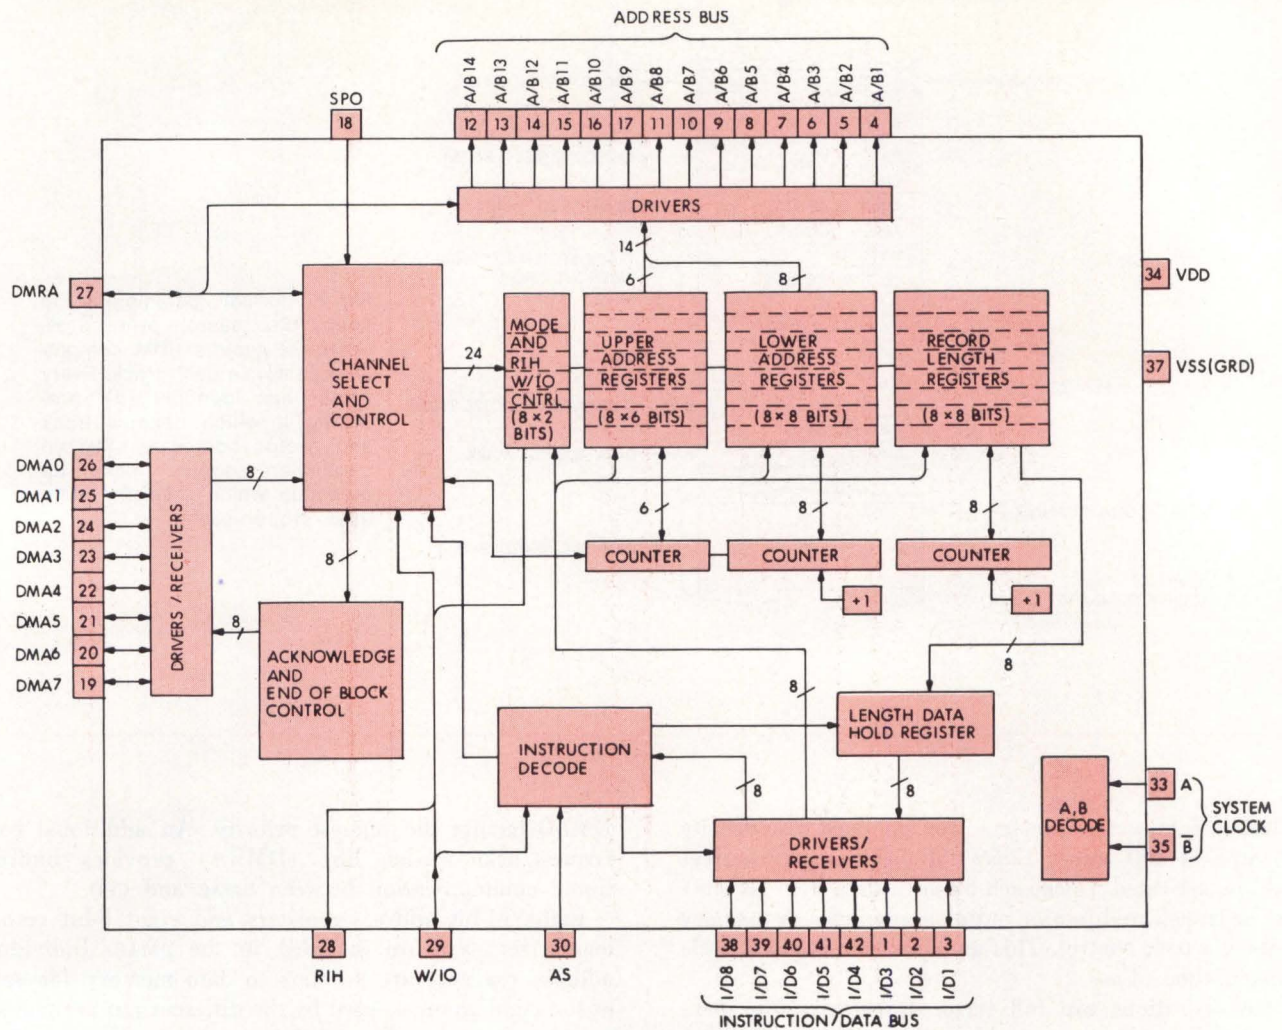 ADDRESS BUS
A/B14 A/B13 A/B12 A/B11 A/B10 A/B9 A/B8 A/B7 A/B6 A/B5 A/B4 A/B3 A/B2 A/B1
12 13 14 15 16 17 11 10 9 8 7 6 5 4
SPO
18
DRIVERS
14
6
8
DMRA 27
34 VDD
37 VSS(GRD)
CHANNEL
SELECT
AND
CONTROL
24
MODE
AND
RIH
W/IO
CNTRL
(8 × 2
BITS)
UPPER
ADDRESS
REGISTERS
(8 × 6 BITS)
LOWER
ADDRESS
REGISTERS
(8 × 8 BITS)
RECORD
LENGTH
REGISTERS
(8 × 8 BITS)
DMA0 26
DMA1 25
DMA2 24
DMA3 23
DMA4 22
DMA5 21
DMA6 20
DMA7 19
DRIVERS/RECEIVERS
8
8
8
6
8
8
COUNTER
COUNTER
COUNTER
+1
+1
8
ACKNOWLEDGE
AND
END OF BLOCK
CONTROL
8
LENGTH DATA
HOLD REGISTER
INSTRUCTION
DECODE
8
8
A,B
DECODE
33 A
35 B̅
SYSTEM
CLOCK
DRIVERS/
RECEIVERS
28
29
30
RIH
W/IO
AS
38 39 40 41 42 1 2 3
I/D8 I/D7 I/D6 I/D5 I/D4 I/D3 I/D2 I/D1
INSTRUCTION/DATA BUS